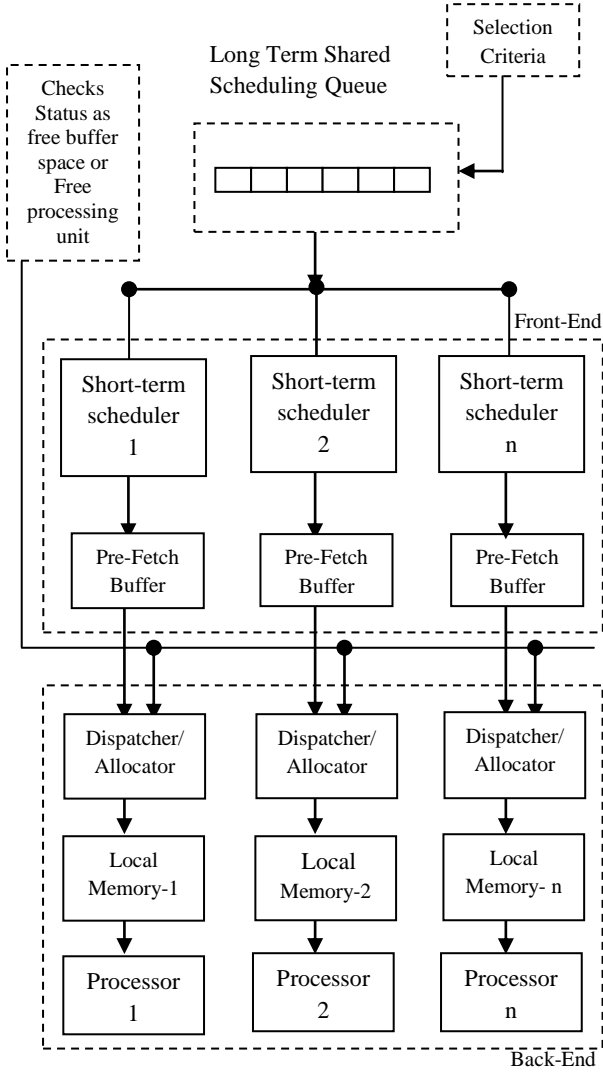 Selection
Criteria
Long Term Shared
Scheduling Queue
Checks
Status as
free buffer
space or
Free
processing
unit
Front-End
Short-term
scheduler
1
Short-term
scheduler
2
Short-term
scheduler
n
Pre-Fetch
Buffer
Pre-Fetch
Buffer
Pre-Fetch
Buffer
Dispatcher/
Allocator
Dispatcher/
Allocator
Dispatcher/
Allocator
Local
Memory-1
Local
Memory-2
Local
Memory- n
Processor
1
Processor
2
Processor
n
Back-End